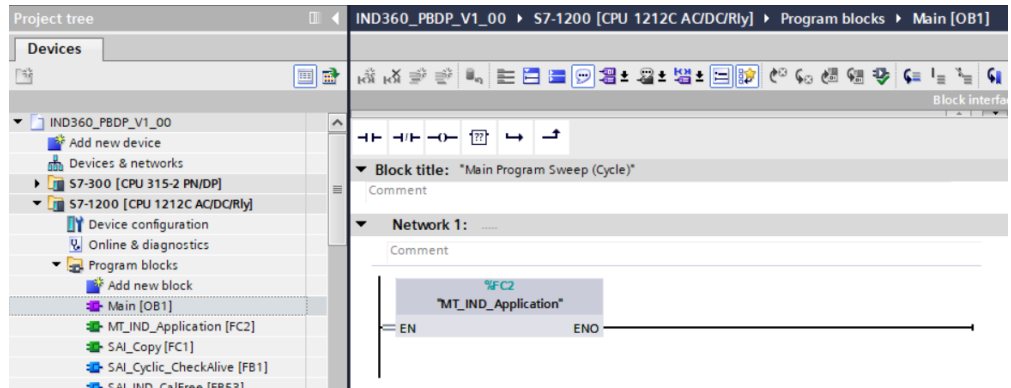 Project tree
IND360_PBDP_V1_00 ▸ S7-1200 [CPU 1212C AC/DC/Rly] ▸ Program blocks ▸ Main [OB1]
Devices
Block interfa
IND360_PBDP_V1_00
Add new device
Devices & networks
S7-300 [CPU 315-2 PN/DP]
S7-1200 [CPU 1212C AC/DC/Rly]
Device configuration
Online & diagnostics
Program blocks
Add new block
Main [OB1]
MT_IND_Application [FC2]
SAI_Copy [FC1]
SAI_Cyclic_CheckAlive [FB1]
SAI_IND_CalFree [FB53]
??
Block title: "Main Program Sweep (Cycle)"
Comment
Network 1: .....
Comment
%FC2
"MT_IND_Application"
EN ENO